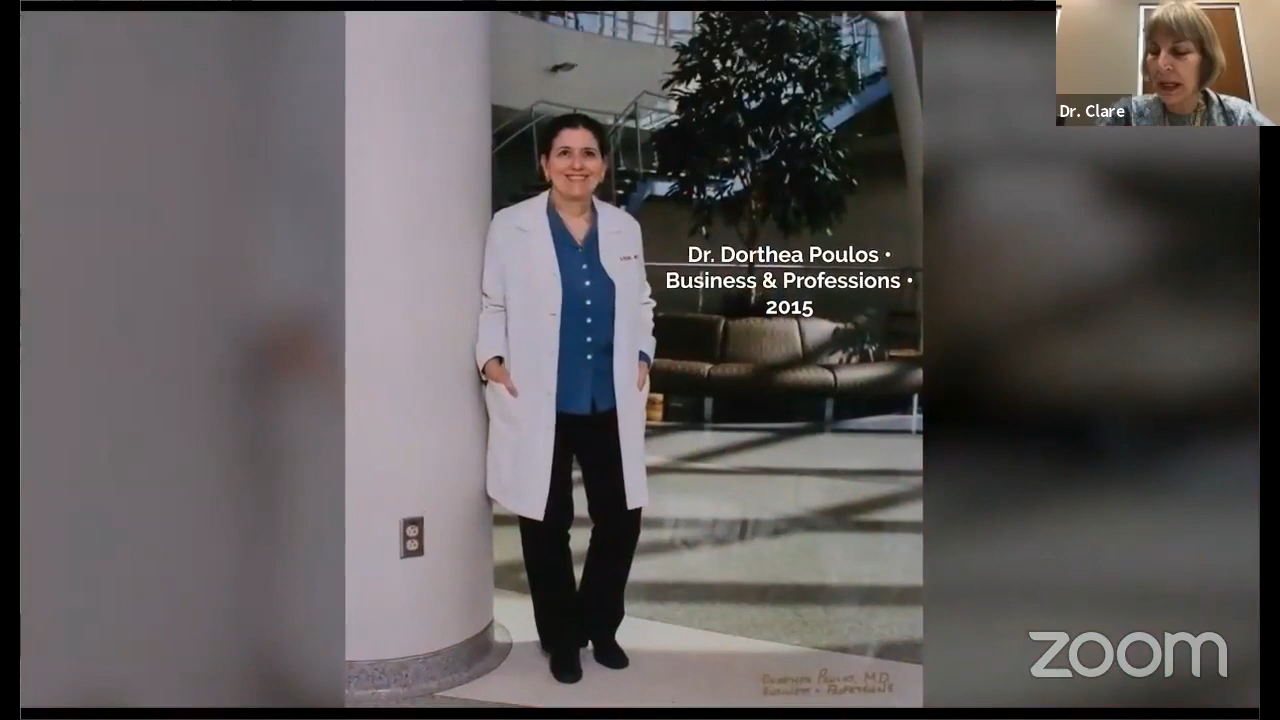 Dr. Clare
Dr. Dorthea Poulos •
Business & Professions •
2015
zoom